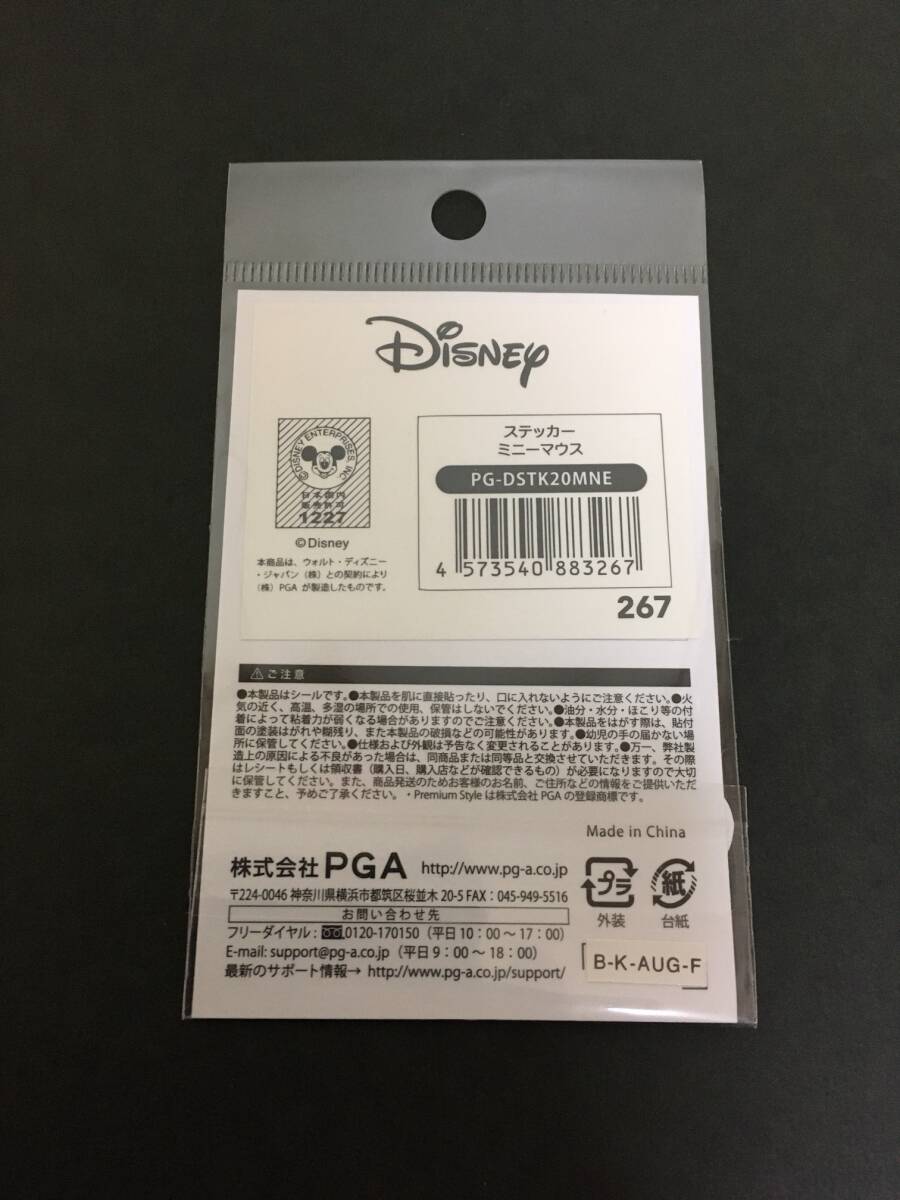 Disney
© DISNEY ENTERPRISES, INC
日本国内
販売許可
1227
©Disney
本商品は、ウォルト・ディズニー
・ジャパン（株）との契約により
（株）PGA が製造したものです。
ステッカー
ミニーマウス
PG-DSTK20MNE
4 573540 883267
267
ご注意
●本製品はシールです。●本製品を肌に直接貼ったり、口に入れないようにご注意ください。●火
気の近く、高温、多湿の場所での使用、保管はしないでください。●油分・水分・ほこり等の付
着によって粘着力が弱くなる場合がありますのでご注意ください。●本製品をはがす際は、貼付
面の塗装はがれや糊残り、また本製品の破損などの可能性があります。●幼児の手の届かない場
所に保管してください。●仕様および外観は予告なく変更されることがあります。●万一、弊社製
造上の原因による不良があった場合は、同商品または同等品と交換させていただきます。その際
はレシートもしくは領収書（購入日、購入店などが確認できるもの）が必要になりますので大切
に保管してください。また、商品発送のためお客様のお名前、ご住所などの情報をご提供いただ
きますこと、予めご了承ください。・Premium Style は株式会社 PGA の登録商標です。
Made in China
株式会社 PGA http://www.pg-a.co.jp
〒224-0046 神奈川県横浜市都筑区桜並木 20-5 FAX：045-949-5516
お問い合わせ先
フリーダイヤル：0120-170150（平日 10：00 ～ 17：00）
E-mail: support@pg-a.co.jp（平日 9：00 ～ 18：00）
最新のサポート情報→ http://www.pg-a.co.jp/support/
プラ
外装
紙
台紙
B-K-AUG-F